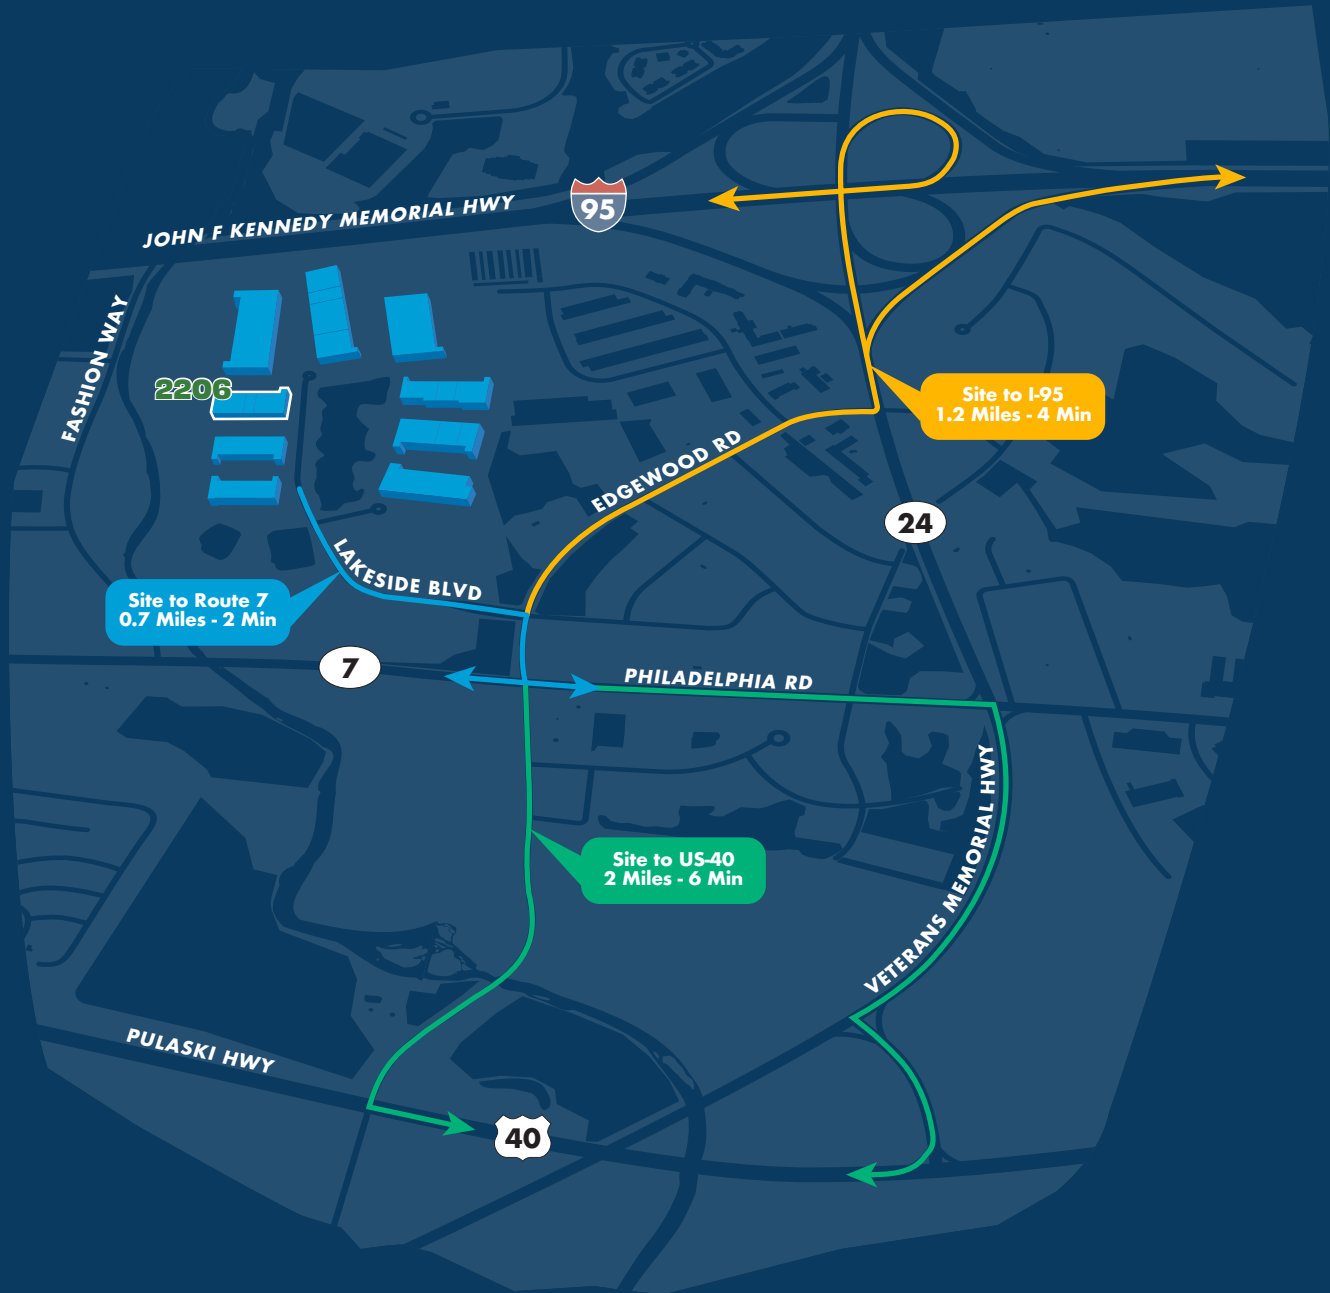 JOHN F KENNEDY MEMORIAL HWY
95
FASHION WAY
2206
Site to I-95
1.2 Miles - 4 Min
EDGEWOOD RD
24
LAKESIDE BLVD
Site to Route 7
0.7 Miles - 2 Min
7
PHILADELPHIA RD
VETERANS MEMORIAL HWY
Site to US-40
2 Miles - 6 Min
PULASKI HWY
40